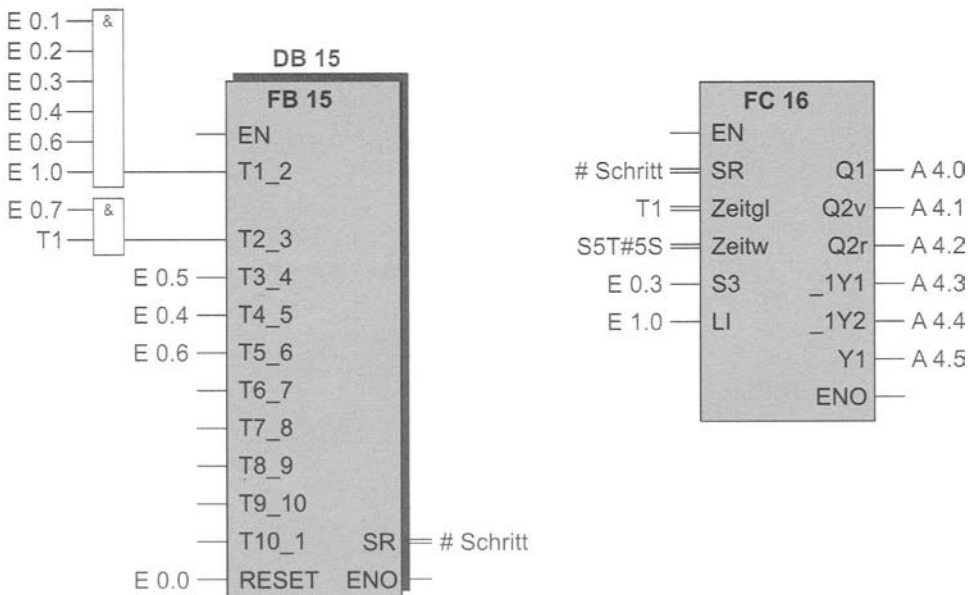 E 0.1
&
E 0.2
E 0.3
E 0.4
E 0.6
E 1.0
E 0.7
&
T1
DB 15
FB 15
EN
T1_2
T2_3
E 0.5 T3_4
E 0.4 T4_5
E 0.6 T5_6
T6_7
T7_8
T8_9
T9_10
T10_1 SR # Schritt
E 0.0 RESET ENO
FC 16
EN
# Schritt SR Q1 A 4.0
T1 Zeitgl Q2v A 4.1
S5T#5S Zeitw Q2r A 4.2
E 0.3 S3 _1Y1 A 4.3
E 1.0 LI _1Y2 A 4.4
Y1 A 4.5
ENO